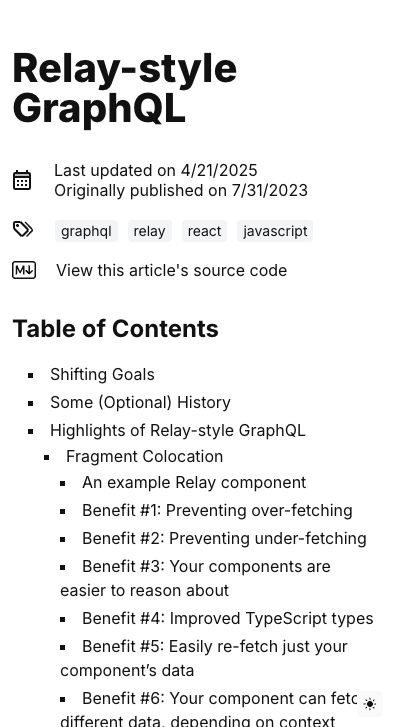 Relay-style
GraphQL
Last updated on 4/21/2025
Originally published on 7/31/2023
graphql relay react javascript
View this article's source code
Table of Contents
Shifting Goals
Some (Optional) History
Highlights of Relay-style GraphQL
Fragment Colocation
An example Relay component
Benefit #1: Preventing over-fetching
Benefit #2: Preventing under-fetching
Benefit #3: Your components are
easier to reason about
Benefit #4: Improved TypeScript types
Benefit #5: Easily re-fetch just your
component’s data
Benefit #6: Your component can
different data, depending on context